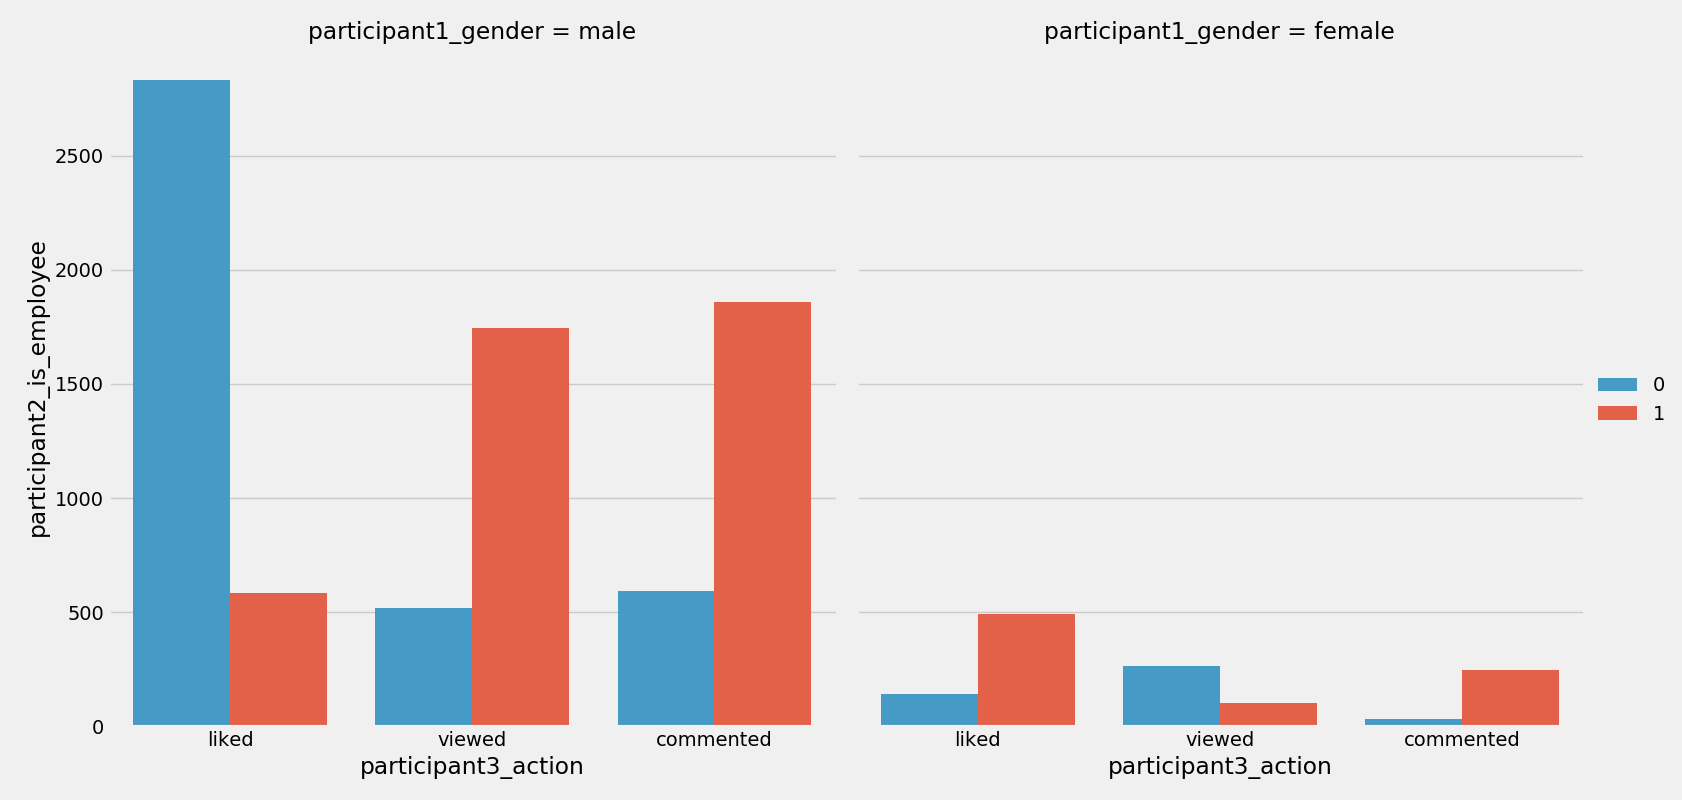 participant1_gender = male
participant1_gender = female
participant2_is_employee
2500
2000
1500
1000
500
0
liked viewed commented
participant3_action
liked viewed commented
participant3_action
0
1